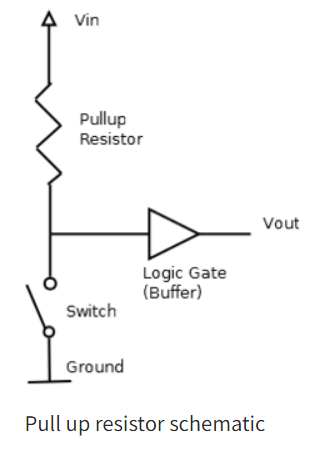 Vin
Pullup
Resistor
Vout
Logic Gate
(Buffer)
Switch
Ground
Pull up resistor schematic